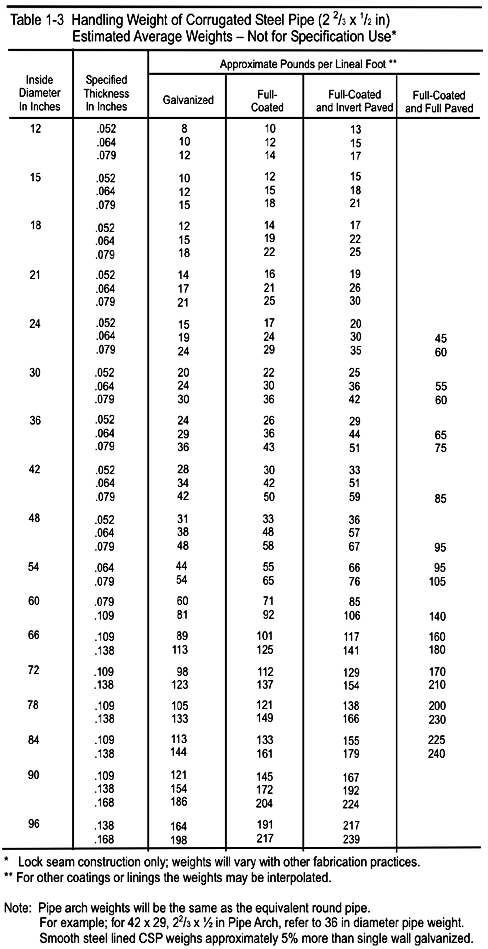 Table 1-3 Handling Weight of Corrugated Steel Pipe (2 2/3 x 1/2 in)
Estimated Average Weights – Not for Specification Use*
Inside Diameter In Inches Specified Thickness In Inches Approximate Pounds per Lineal Foot **
Galvanized Full-Coated Full-Coated and Invert Paved Full-Coated and Full Paved
12 .052 8 10 13
.064 10 12 15
.079 12 14 17
15 .052 10 12 15
.064 12 15 18
.079 15 18 21
18 .052 12 14 17
.064 15 19 22
.079 18 22 25
21 .052 14 16 19
.064 17 21 26
.079 21 25 30
24 .052 15 17 20
.064 19 24 30 45
.079 24 29 35 60
30 .052 20 22 25
.064 24 30 36 55
.079 30 36 42 60
36 .052 24 26 29
.064 29 36 44 65
.079 36 43 51 75
42 .052 28 30 33
.064 34 42 51
.079 42 50 59 85
48 .052 31 33 36
.064 38 48 57
.079 48 58 67 95
54 .064 44 55 66 95
.079 54 65 76 105
60 .079 60 71 85
.109 81 92 106 140
66 .109 89 101 117 160
.138 113 125 141 180
72 .109 98 112 129 170
.138 123 137 154 210
78 .109 105 121 138 200
.138 133 149 166 230
84 .109 113 133 155 225
.138 144 161 179 240
90 .109 121 145 167
.138 154 172 192
.168 186 204 224
96 .138 164 191 217
.168 198 217 239
* Lock seam construction only; weights will vary with other fabrication practices.
** For other coatings or linings the weights may be interpolated.
Note: Pipe arch weights will be the same as the equivalent round pipe.
For example; for 42 x 29, 2 2/3 x ½ in Pipe Arch, refer to 36 in diameter pipe weight.
Smooth steel lined CSP weighs approximately 5% more than single wall galvanized.